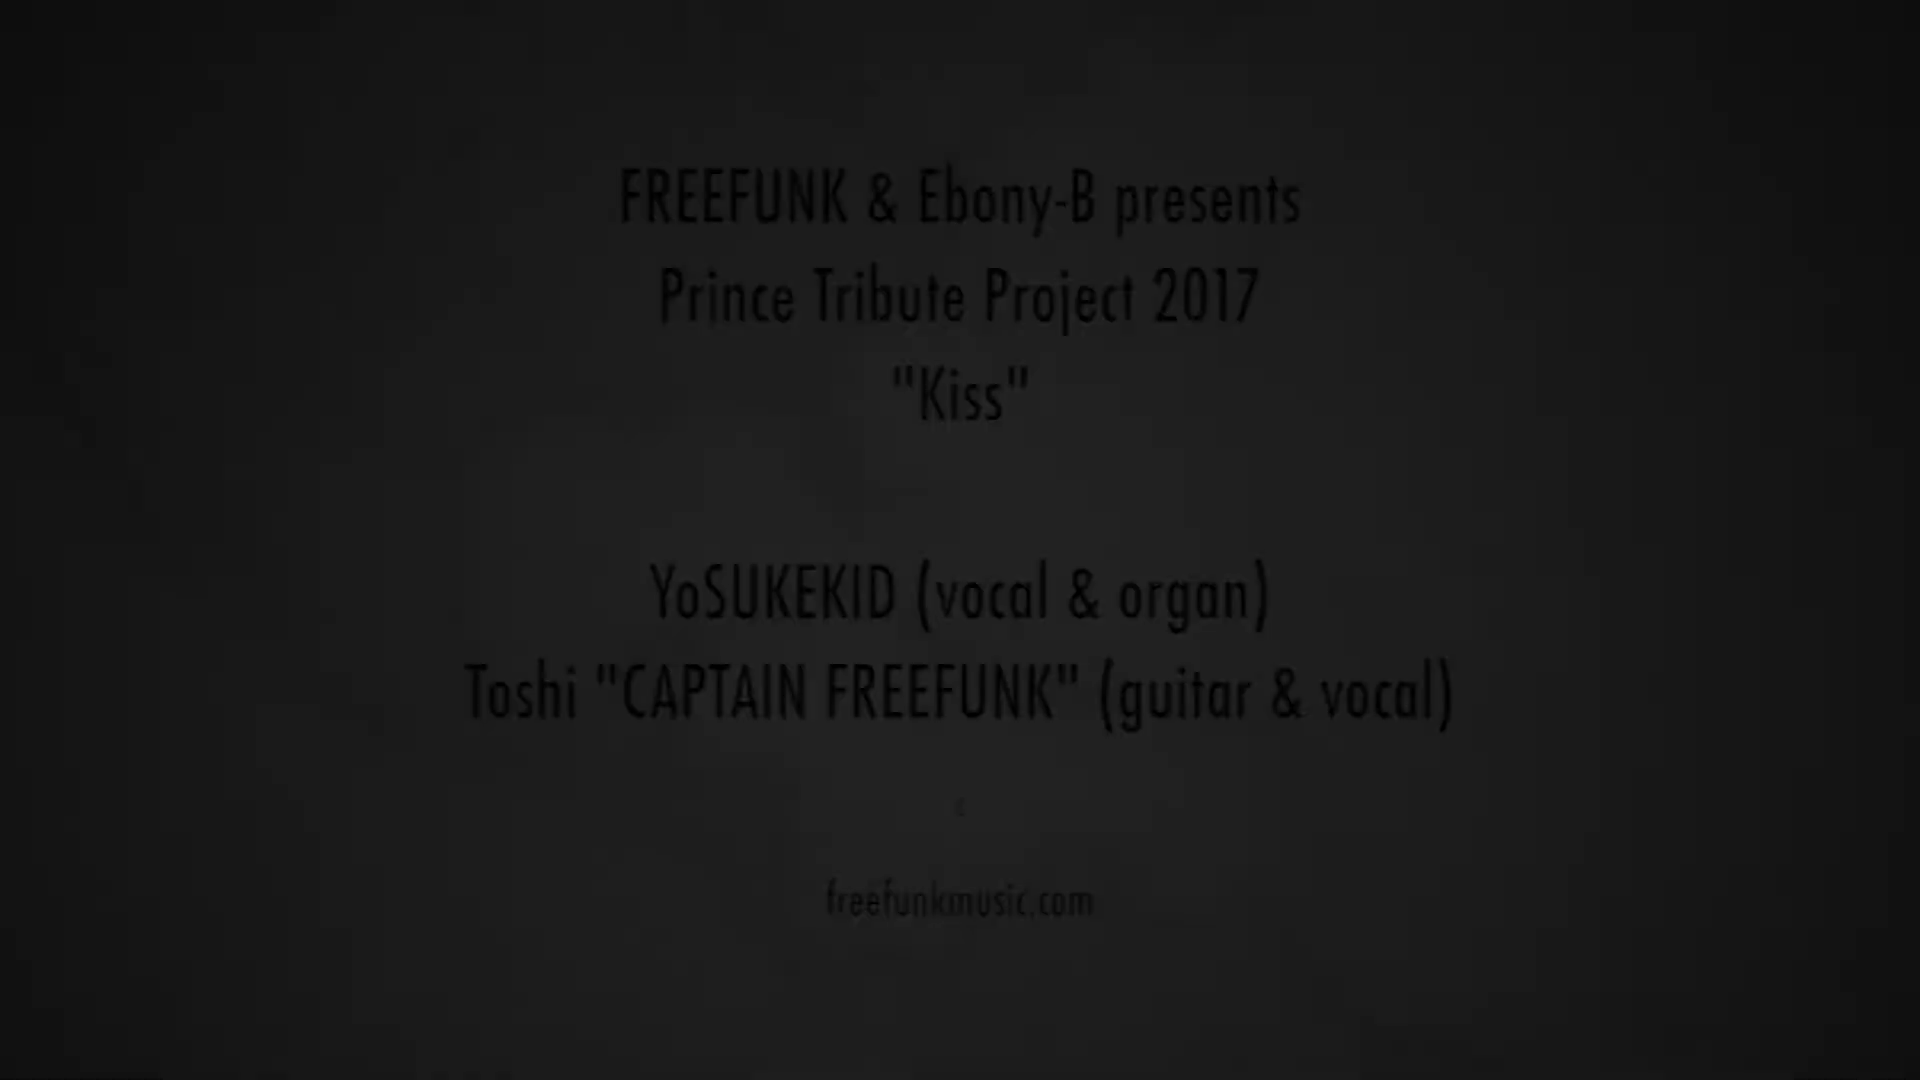 FREEFUNK & Ebony-B presents
Prince Tribute Project 2017
"Kiss"
YoSUKEKID (vocal & organ)
Toshi "CAPTAIN FREEFUNK" (guitar & vocal)
freefunkmusic.com